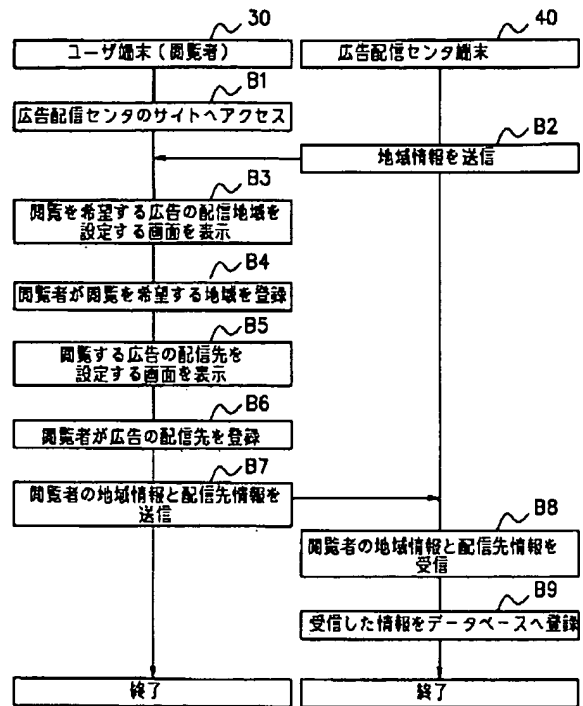 30
40
ユーザ端末(閲覧者)
広告配信センタ端末
B1
広告配信センタのサイトへアクセス
B2
地域情報を送信
B3
閲覧を希望する広告の配信地域を
設定する画面を表示
B4
閲覧者が閲覧を希望する地域を登録
B5
閲覧する広告の配信先を
設定する画面を表示
B6
閲覧者が広告の配信先を登録
B7
閲覧者の地域情報と配信先情報を
送信
B8
閲覧者の地域情報と配信先情報を
受信
B9
受信した情報をデータベースへ登録
終了
終了